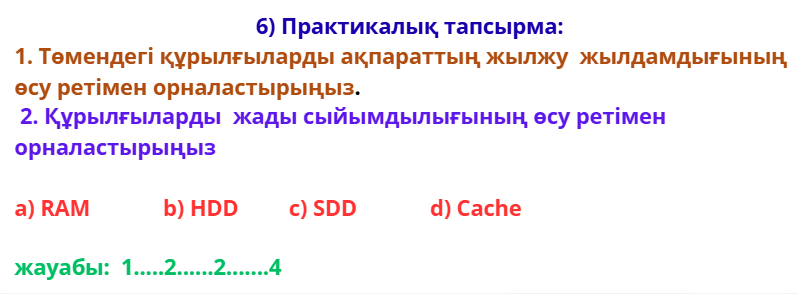 6) Практикалық тапсырма:
1. Төмендегі құрылғыларды ақпараттың жылжу жылдамдығының
өсу ретімен орналастырыңыз.
2. Құрылғыларды жады сыйымдылығының өсу ретімен
орналастырыңыз
a) RAM b) HDD c) SDD d) Cache
жауабы: 1.....2......2.......4